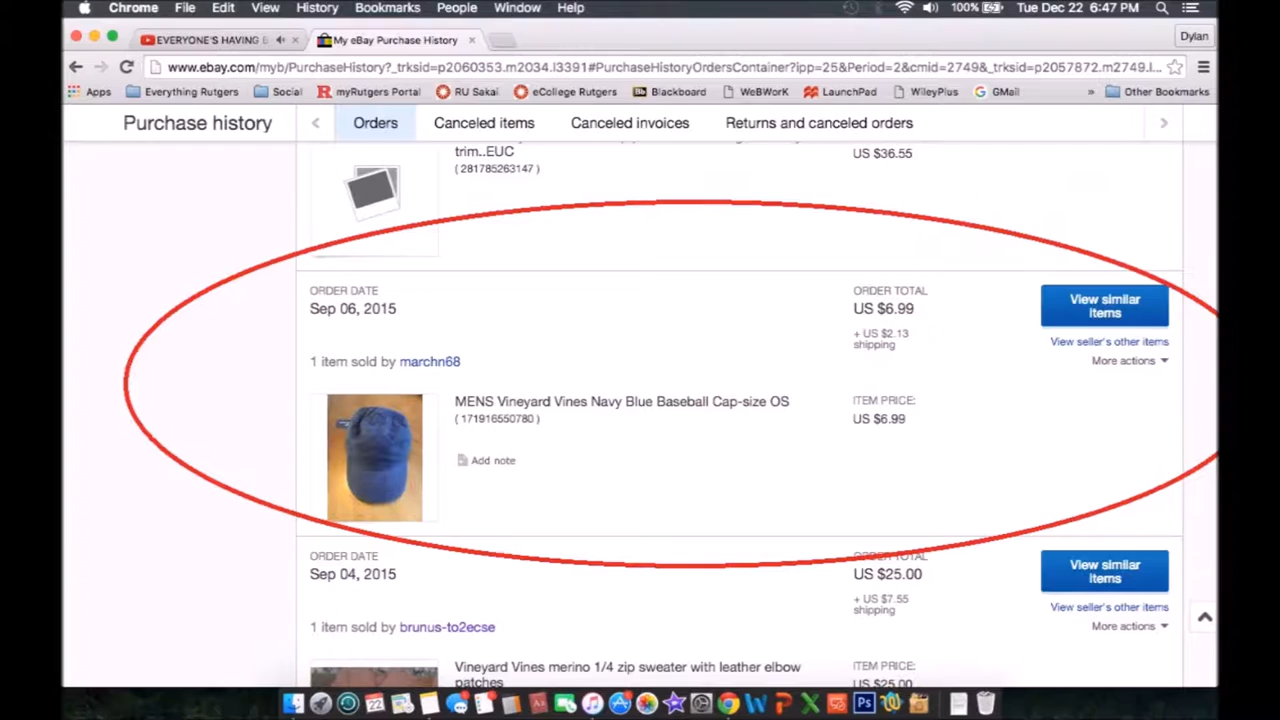 Chrome File Edit View History Bookmarks People Window Help 100% Tue Dec 22 6:47 PM
EVERYONE'S HAVING My eBay Purchase History Dylan
www.ebay.com/myb/PurchaseHistory?_trksid=p2060353.m2034.l3391#PurchaseHistoryOrdersContainer?ipp=25&Period=2&cmid=2749&_trksid=p2057872.m2749.l...
Apps Everything Rutgers Social myRutgers Portal RU Sakai eCollege Rutgers Blackboard WeBWorK LaunchPad WileyPlus GMail » Other Bookmarks
Purchase history Orders Canceled items Canceled invoices Returns and canceled orders
trim..EUC US $36.55
( 281785263147 )
ORDER DATE ORDER TOTAL
Sep 06, 2015 US $6.99
View similar
items
+ US $2.13
shipping
View seller's other items
More actions
1 item sold by marchn68
MENS Vineyard Vines Navy Blue Baseball Cap-size OS ITEM PRICE:
( 171916550780 ) US $6.99
Add note
ORDER DATE ORDER TOTAL
Sep 04, 2015 US $25.00
View similar
items
+ US $7.55
shipping
View seller's other items
More actions
1 item sold by brunus-to2ecse
Vineyard Vines merino 1/4 zip sweater with leather elbow ITEM PRICE:
patches US $25.00